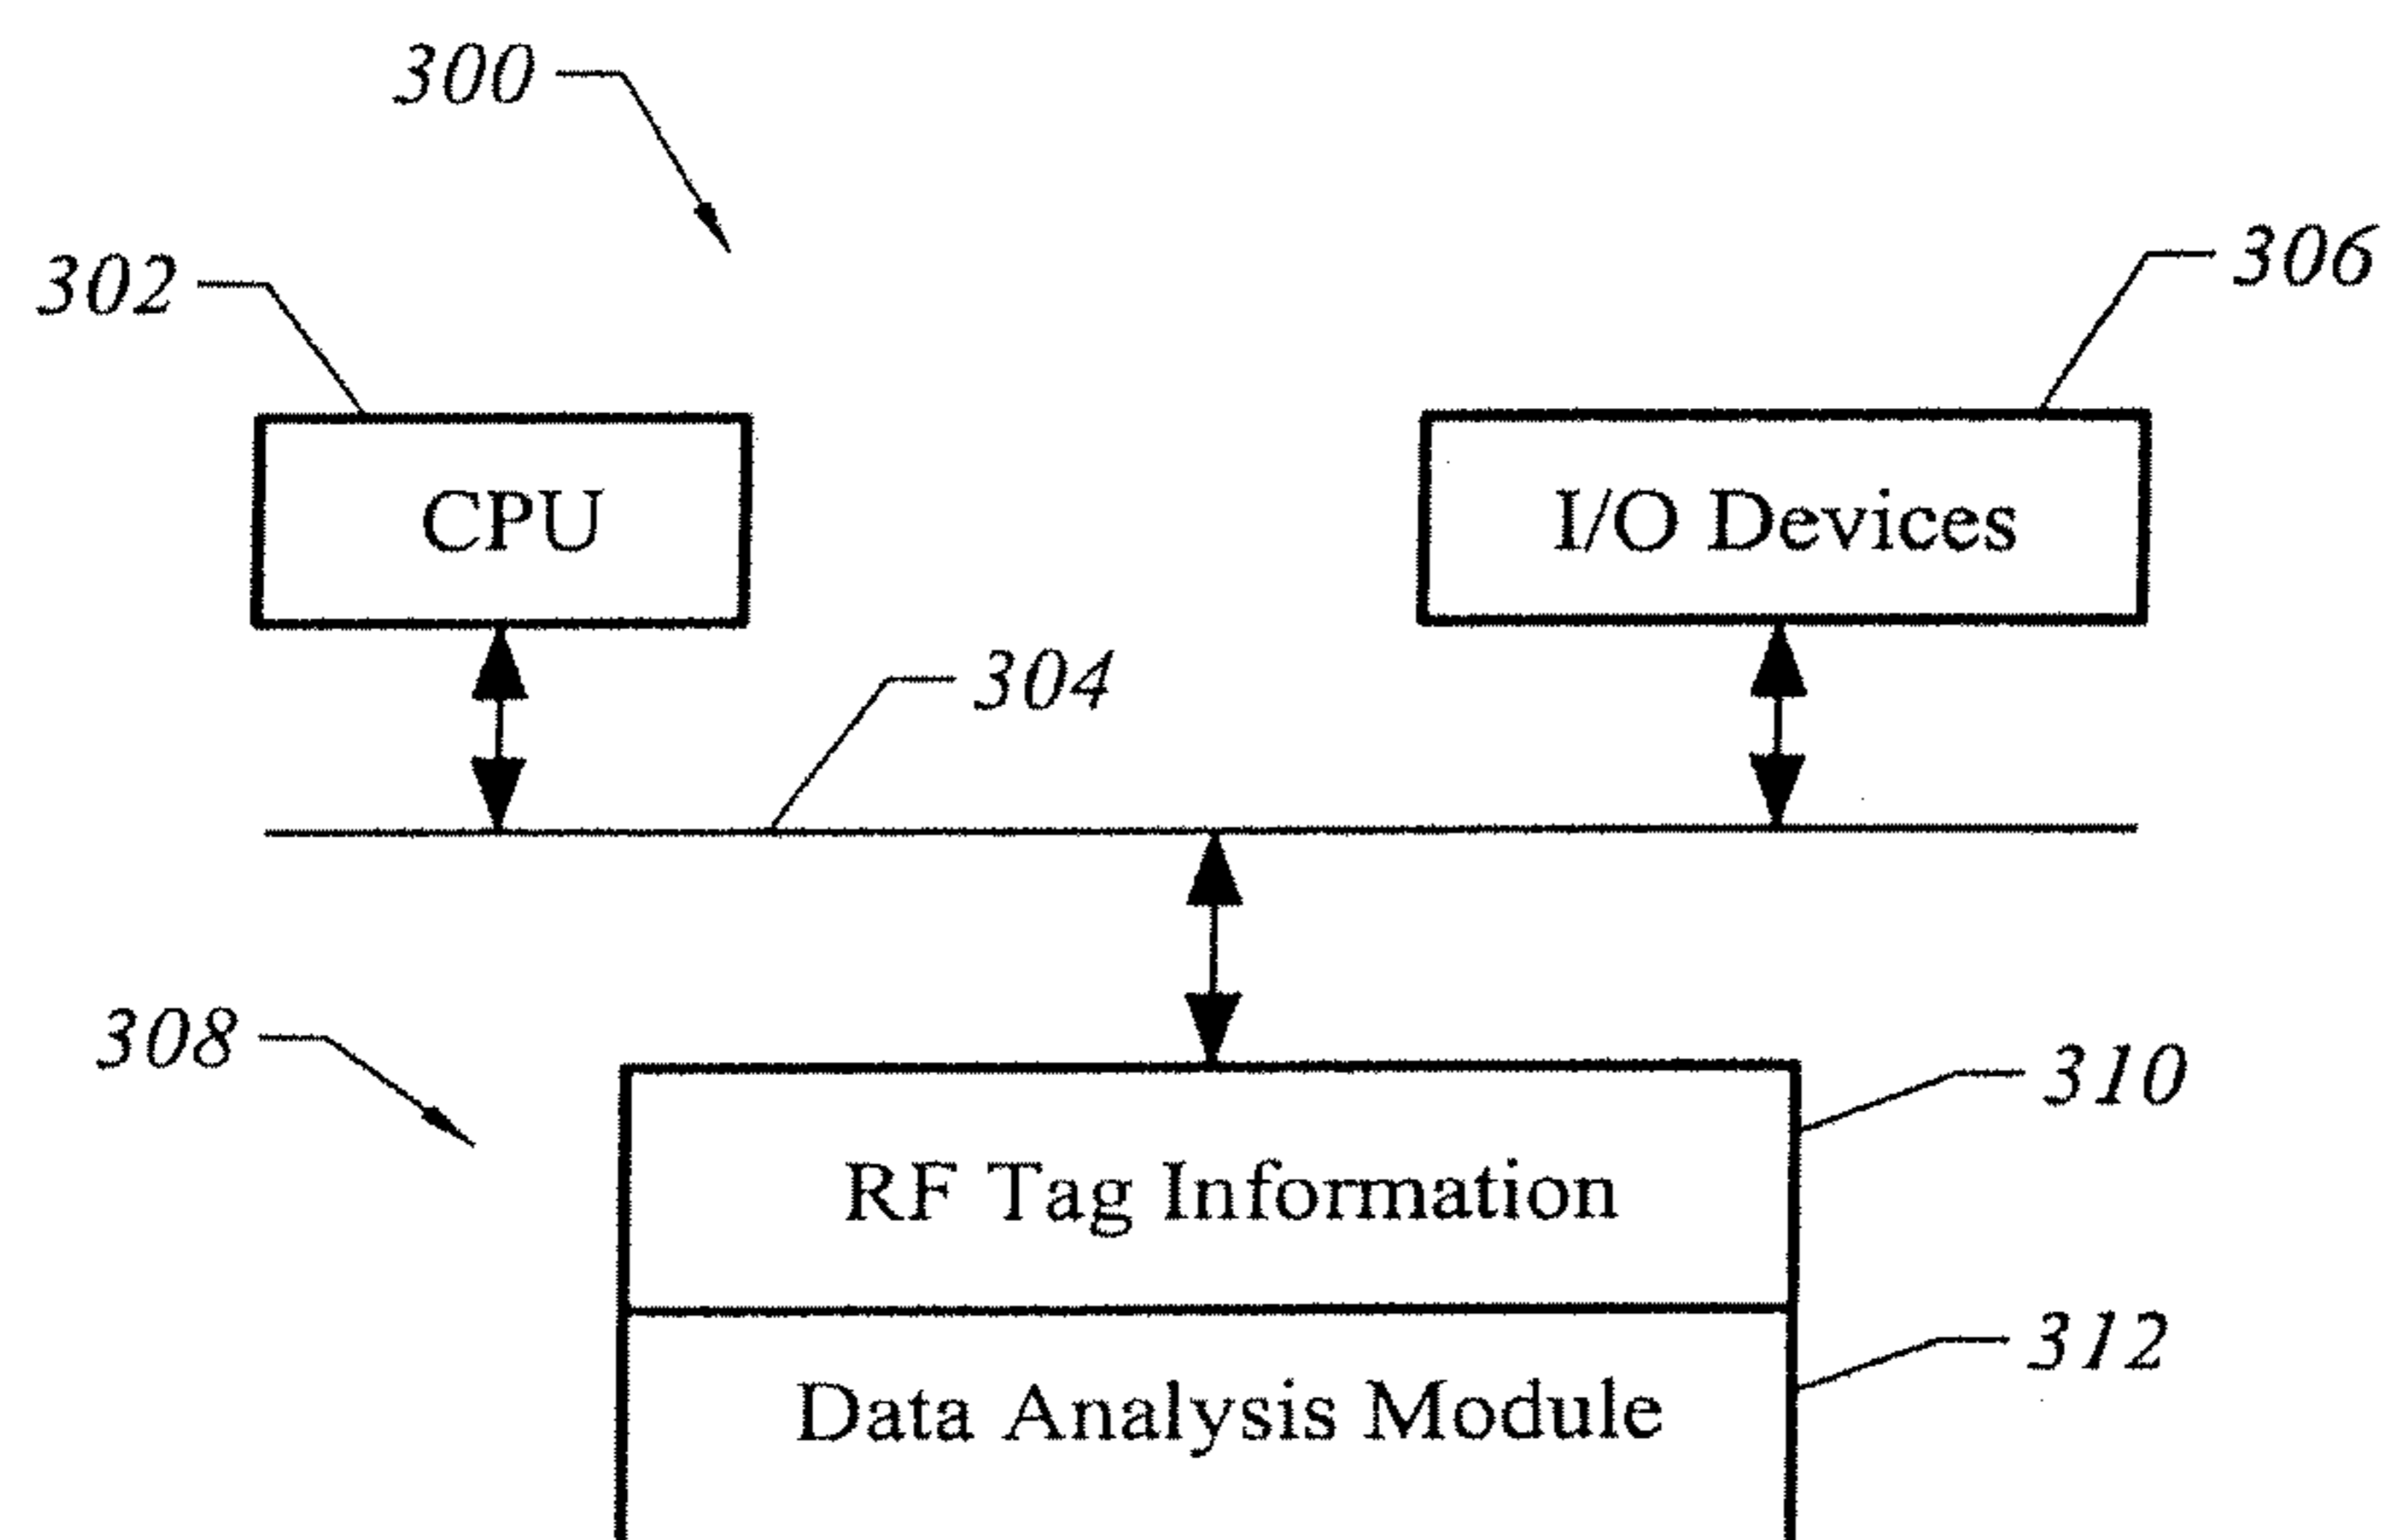 300
302
306
CPU
I/O Devices
304
308
310
RF Tag Information
312
Data Analysis Module